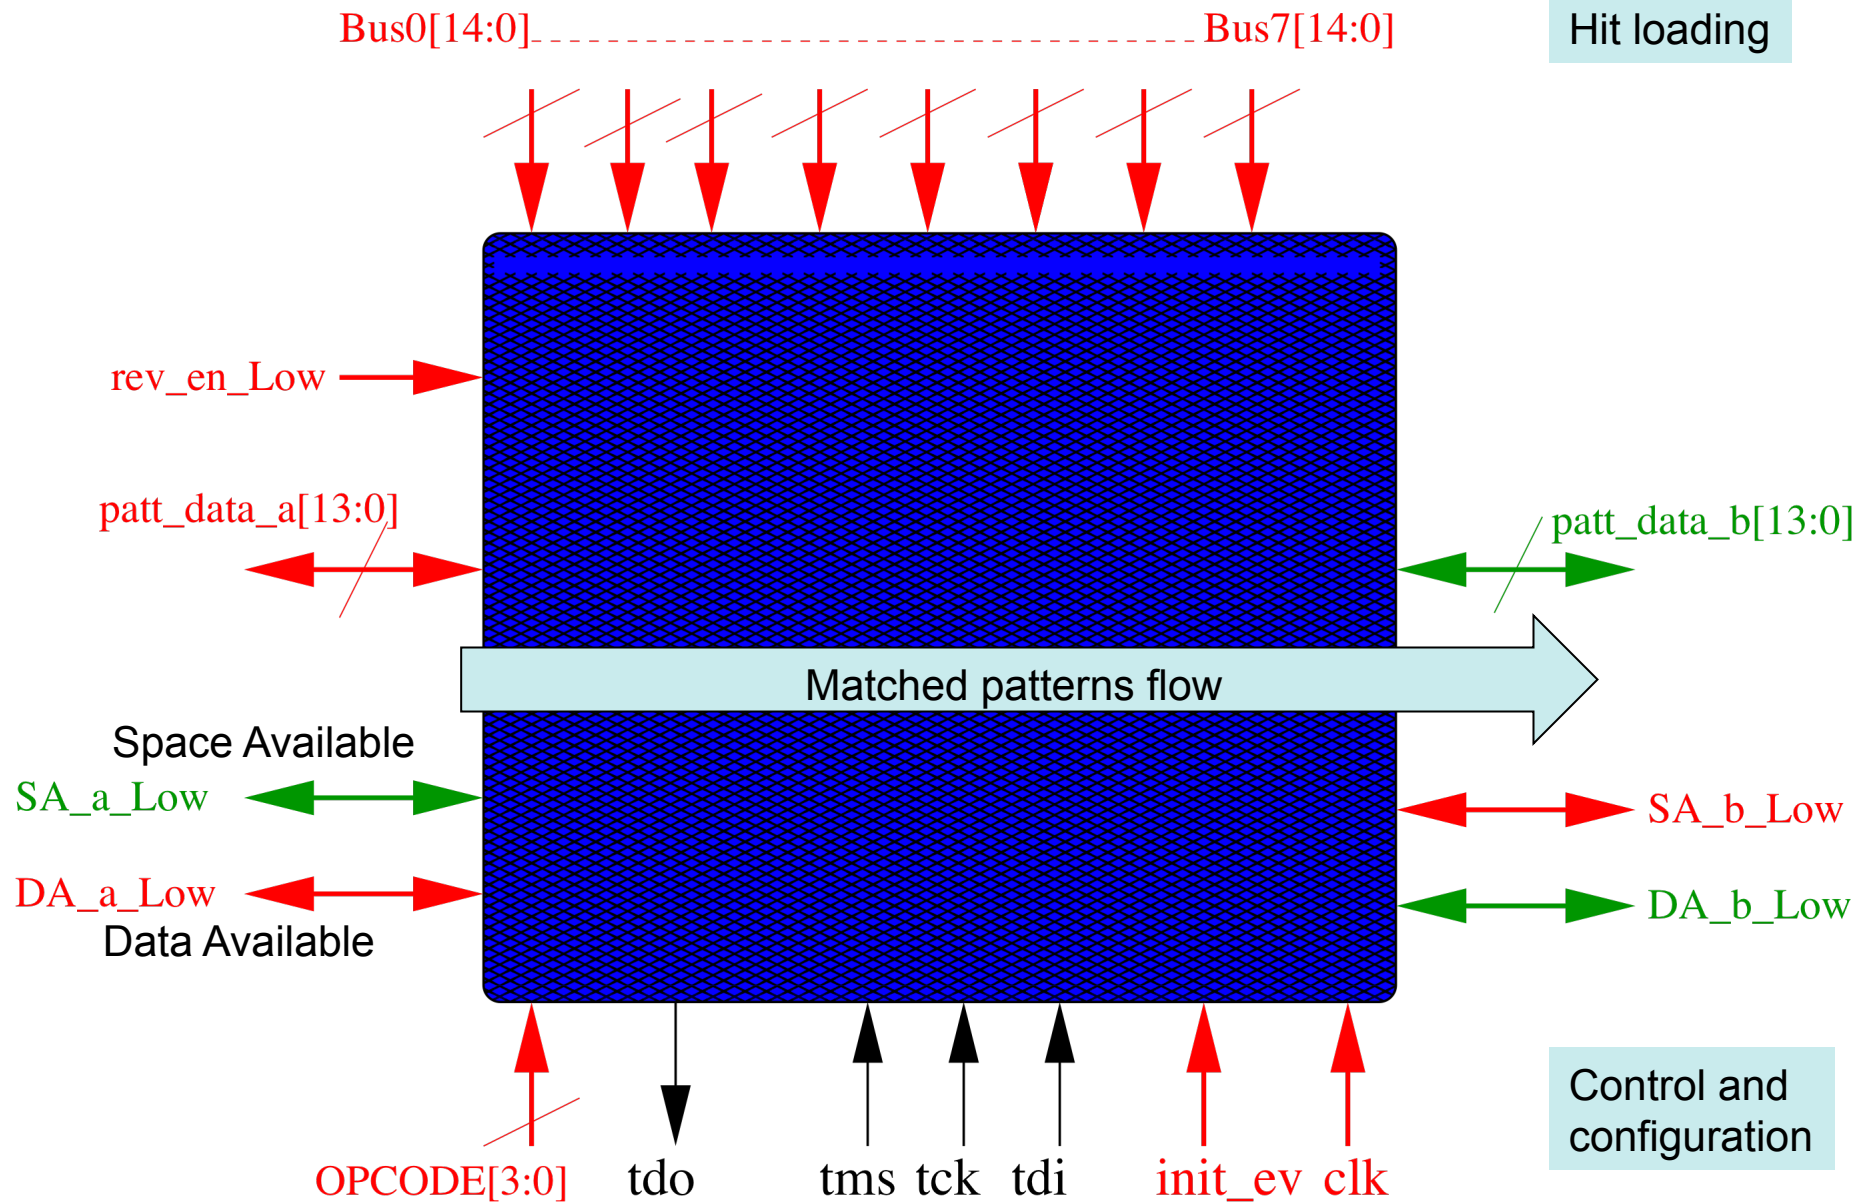 Bus0[14:0] Bus7[14:0]
Hit loading
rev_en_Low
patt_data_a[13:0]
patt_data_b[13:0]
Matched patterns flow
Space Available
SA_a_Low
SA_b_Low
DA_a_Low
DA_b_Low
Data Available
Control and
configuration
OPCODE[3:0] tdo tms tck tdi init_ev clk